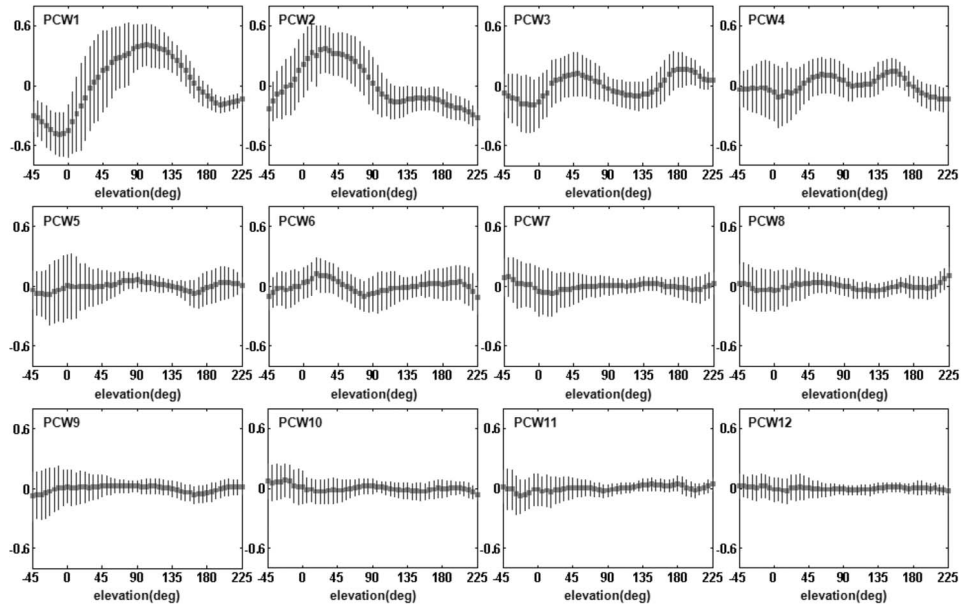 PCW1 PCW2 PCW3 PCW4
0.6 0.6 0.6 0.6
0 0 0 0
-0.6 -0.6 -0.6 -0.6
-45 0 45 90 135 180 225 -45 0 45 90 135 180 225 -45 0 45 90 135 180 225 -45 0 45 90 135 180 225
elevation(deg) elevation(deg) elevation(deg) elevation(deg)
PCW5 PCW6 PCW7 PCW8
0.6 0.6 0.6 0.6
0 0 0 0
-0.6 -0.6 -0.6 -0.6
-45 0 45 90 135 180 225 -45 0 45 90 135 180 225 -45 0 45 90 135 180 225 -45 0 45 90 135 180 225
elevation(deg) elevation(deg) elevation(deg) elevation(deg)
PCW9 PCW10 PCW11 PCW12
0.6 0.6 0.6 0.6
0 0 0 0
-0.6 -0.6 -0.6 -0.6
-45 0 45 90 135 180 225 -45 0 45 90 135 180 225 -45 0 45 90 135 180 225 -45 0 45 90 135 180 225
elevation(deg) elevation(deg) elevation(deg) elevation(deg)